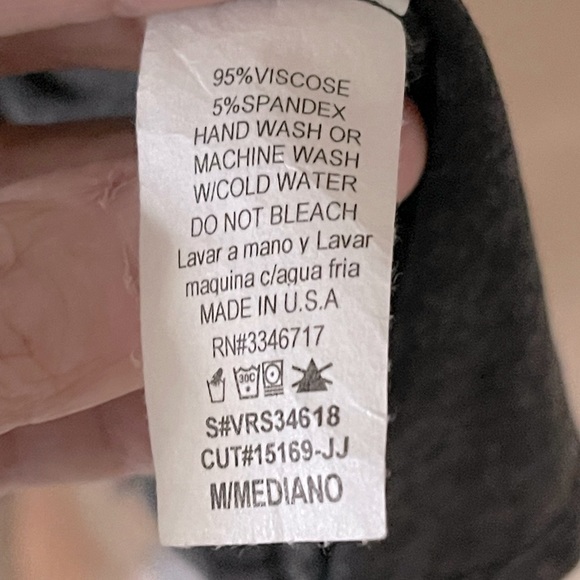 95%VISCOSE
5%SPANDEX
HAND WASH OR
MACHINE WASH
W/COLD WATER
DO NOT BLEACH
Lavar a mano y Lavar
maquina c/agua fria
MADE IN U.S.A
RN#3346717
30C
S#VRS34618
CUT#15169-JJ
M/MEDIANO